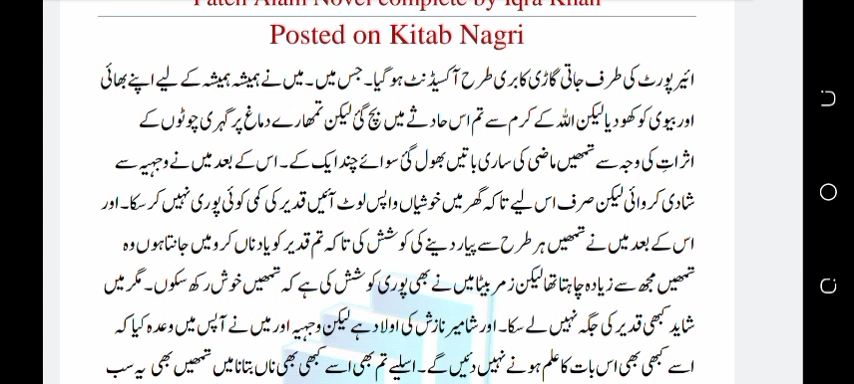 Fateh Alam Novel complete by Iqra Khan
Posted on Kitab Nagri
ائیرپورٹ کی طرف جاتی گاڑی کا بری طرح آکسیڈنٹ ہو گیا۔ جس میں۔ میں نے ہمیشہ ہمیشہ کے لیے اپنے بھائی
اور بیوی کو کھو دیا لیکن اللہ کے کرم سے تم اس حادثے میں بچ گئی لیکن تمھارے دماغ پر گہری چوٹوں کے
اثراتِ کی وجہ سے تمھیں ماضی کی ساری باتیں بھول گئی سوائے چند ایک کے۔ اس کے بعد میں نے وجیہہ سے
شادی کروائی لیکن صرف اس لیے تاکہ گھر میں خوشیاں واپس لوٹ آئیں قدیر کی کمی کوئی پوری نہیں کر سکا۔ اور
اس کے بعد میں نے تمھیں ہر طرح سے پیار دینے کی کوشش کی تاکہ تم قدیر کو یاد ناں کرو میں جانتا ہوں وہ
تمھیں مجھ سے زیادہ چاہتا تھا لیکن زمر بیٹا میں نے بھی پوری کوشش کی ہے کہ تمھیں خوش رکھ سکوں۔ مگر میں
شاید کبھی قدیر کی جگہ نہیں لے سکا۔ اور شامیر نازش کی اولاد ہے لیکن وجیہہ اور میں نے آپس میں وعدہ کیا کہ
اسے کبھی بھی اس بات کا علم ہونے نہیں دئیں گے۔ اسلیے تم بھی اسے کبھی بھی ناں بتانا میں تمھیں بھی یہ سب